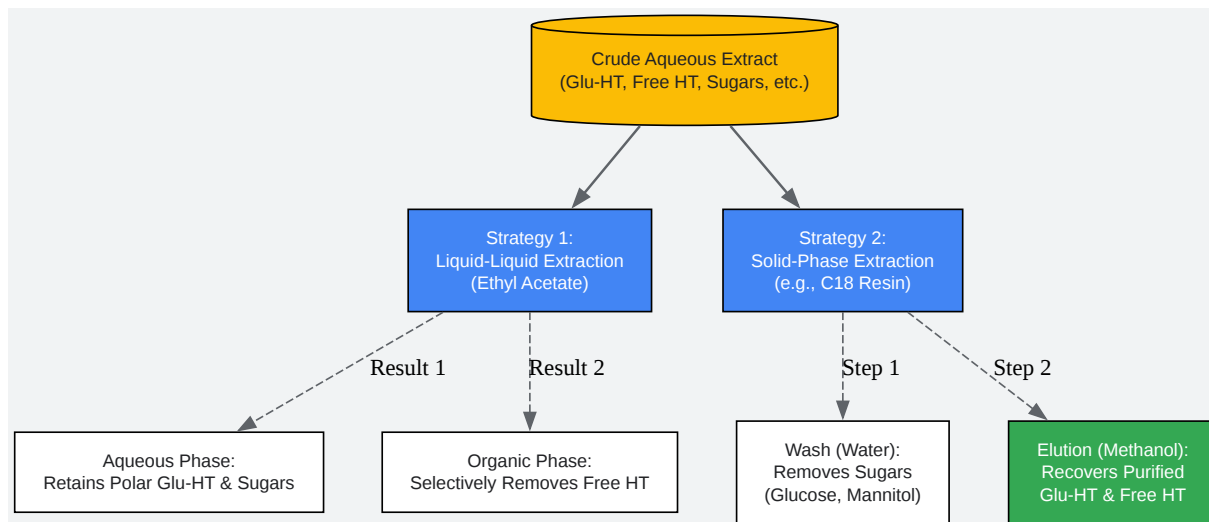 Crude Aqueous Extract
(Glu-HT, Free HT, Sugars, etc.)
Strategy 1:
Liquid-Liquid Extraction
(Ethyl Acetate)
Strategy 2:
Solid-Phase Extraction
(e.g., C18 Resin)
Result 1
Result 2
Step 1
Step 2
Aqueous Phase:
Retains Polar Glu-HT & Sugars
Organic Phase:
Selectively Removes Free HT
Wash (Water):
Removes Sugars
(Glucose, Mannitol)
Elution (Methanol):
Recovers Purified
Glu-HT & Free HT